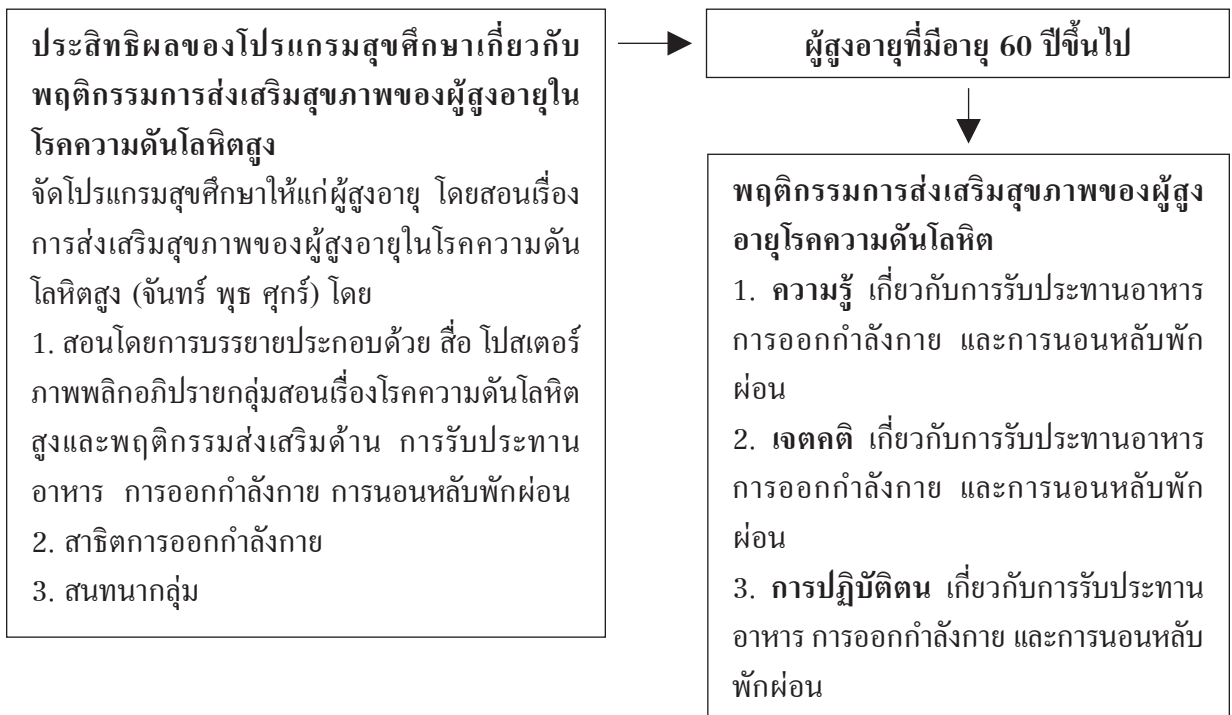 ประสิทธิผลของโปรแกรมสุขศึกษาเกี่ยวกับ
พฤติกรรมการส่งเสริมสุขภาพของผู้สูงอายุใน
โรคความดันโลหิตสูง
จัดโปรแกรมสุขศึกษาให้แก่ผู้สูงอายุ โดยสอนเรื่อง
การส่งเสริมสุขภาพของผู้สูงอายุในโรคความดัน
โลหิตสูง (จันทร์ พุธ ศุกร์) โดย
1. สอนโดยการบรรยายประกอบด้วย สื่อ โปสเตอร์
ภาพพลิกอภิปรายกลุ่มสอนเรื่องโรคความดันโลหิต
สูงและพฤติกรรมส่งเสริมด้าน การรับประทาน
อาหาร การออกกำลังกาย การนอนหลับพักผ่อน
2. สาธิตการออกกำลังกาย
3. สนทนากลุ่ม
ผู้สูงอายุที่มีอายุ 60 ปีขึ้นไป
พฤติกรรมการส่งเสริมสุขภาพของผู้สูง
อายุโรคความดันโลหิต
1. ความรู้ เกี่ยวกับการรับประทานอาหาร
การออกกำลังกาย และการนอนหลับพัก
ผ่อน
2. เจตคติ เกี่ยวกับการรับประทานอาหาร
การออกกำลังกาย และการนอนหลับพัก
ผ่อน
3. การปฏิบัติตน เกี่ยวกับการรับประทาน
อาหาร การออกกำลังกาย และการนอนหลับ
พักผ่อน